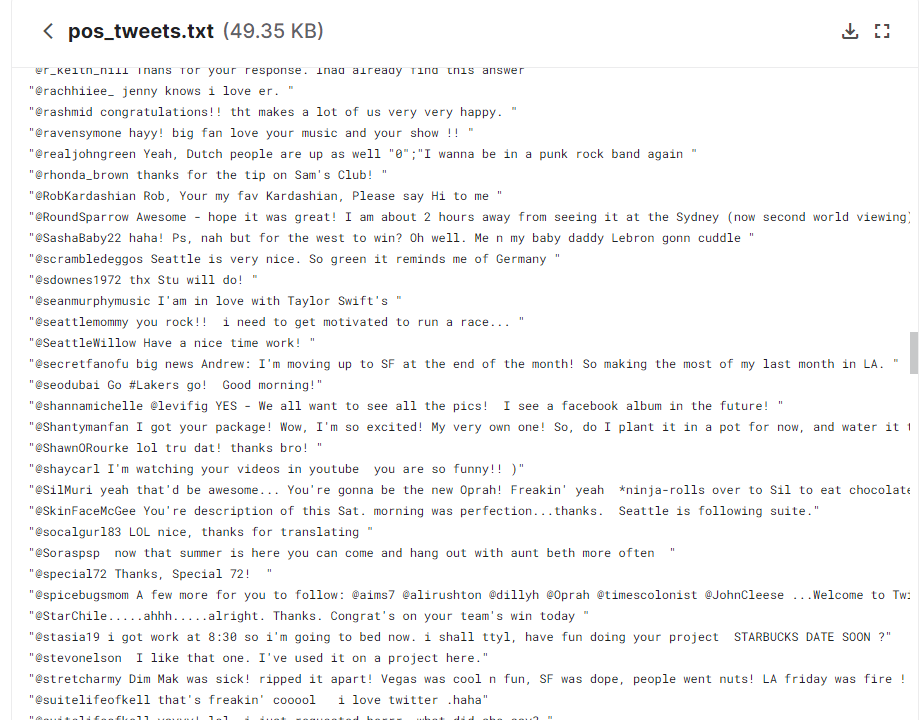 pos_tweets.txt (49.35 KB)
"@r_keith_hill Thans for your response. Ihad already find this answer
"@rachhiiee_ jenny knows i love er. "
"@rashmid congratulations!! tht makes a lot of us very very happy. "
"@ravensymone hayy! big fan love your music and your show !! "
"@realjohngreen Yeah, Dutch people are up as well "0";"I wanna be in a punk rock band again "
"@rhonda_brown thanks for the tip on Sam's Club! "
"@RobKardashian Rob, Your my fav Kardashian, Please say Hi to me "
"@RoundSparrow Awesome - hope it was great! I am about 2 hours away from seeing it at the Sydney (now second world viewing)
"@SashaBaby22 haha! Ps, nah but for the west to win? Oh well. Me n my baby daddy Lebron gonn cuddle "
"@scrambledeggos Seattle is very nice. So green it reminds me of Germany "
"@sdownes1972 thx Stu will do! "
"@seanmurphymusic I'am in love with Taylor Swift's "
"@seattlemommy you rock!!  i need to get motivated to run a race... "
"@SeattleWillow Have a nice time work! "
"@secretfanofu big news Andrew: I'm moving up to SF at the end of the month! So making the most of my last month in LA. "
"@seodubai Go #Lakers go!  Good morning!"
"@shannamichelle @levifig YES - We all want to see all the pics!  I see a facebook album in the future! "
"@Shantymanfan I got your package! Wow, I'm so excited! My very own one! So, do I plant it in a pot for now, and water it
"@ShawnORourke lol tru dat! thanks bro! "
"@shaycarl I'm watching your videos in youtube  you are so funny!! )"
"@SilMuri yeah that'd be awesome... You're gonna be the new Oprah! Freakin' yeah  *ninja-rolls over to Sil to eat chocolate
"@SkinFaceMcGee You're description of this Sat. morning was perfection...thanks.  Seattle is following suite."
"@socalgurl83 LOL nice, thanks for translating "
"@Soraspsp  now that summer is here you can come and hang out with aunt beth more often  "
"@special72 Thanks, Special 72!  "
"@spicebugsmom A few more for you to follow: @aims7 @alirushton @dillyh @Oprah @timescolonist @JohnCleese ...Welcome to
"@StarChile.....ahhh.....alright. Thanks. Congrat's on your team's win today "
"@stasia19 i got work at 8:30 so i'm going to bed now. i shall ttyl, have fun doing your project  STARBUCKS DATE SOON ?"
"@stevonelson  I like that one. I've used it on a project here."
"@stretcharmy Dim Mak was sick! ripped it apart! Vegas was cool n fun, SF was dope, people went nuts! LA friday was fire !
"@suitelifeofkell that's freakin' cooool   i love twitter .haha"